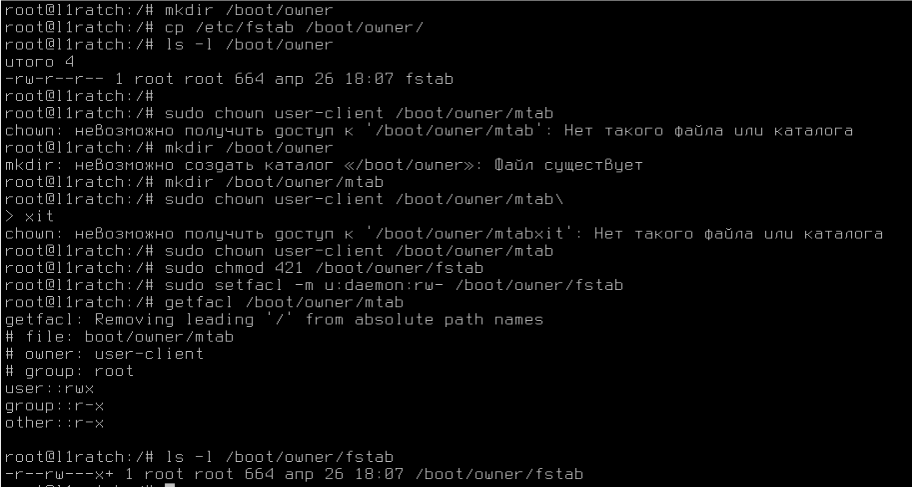 root@l1ratch:/# mkdir /boot/owner
root@l1ratch:/# cp /etc/fstab /boot/owner/
root@l1ratch:/# ls -l /boot/owner
итого 4
-rw-r--r-- 1 root root 664 апр 26 18:07 fstab
root@l1ratch:/#
root@l1ratch:/# sudo chown user-client /boot/owner/mtab
chown: невозможно получить доступ к '/boot/owner/mtab': Нет такого файла или каталога
root@l1ratch:/# mkdir /boot/owner
mkdir: невозможно создать каталог «/boot/owner»: Файл существует
root@l1ratch:/# mkdir /boot/owner/mtab
root@l1ratch:/# sudo chown user-client /boot/owner/mtab\
> xit
chown: невозможно получить доступ к '/boot/owner/mtabxit': Нет такого файла или каталога
root@l1ratch:/# sudo chown user-client /boot/owner/mtab
root@l1ratch:/# sudo chmod 421 /boot/owner/fstab
root@l1ratch:/# sudo setfacl -m u:daemon:rw- /boot/owner/fstab
root@l1ratch:/# getfacl /boot/owner/mtab
getfacl: Removing leading '/' from absolute path names
# file: boot/owner/mtab
# owner: user-client
# group: root
user::rwx
group::r-x
other::r-x
root@l1ratch:/# ls -l /boot/owner/fstab
-r--rw---x+ 1 root root 664 апр 26 18:07 /boot/owner/fstab
root@l1ratch:/#